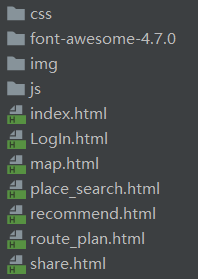 css
font-awesome-4.7.0
img
js
index.html
LogIn.html
map.html
place_search.html
recommend.html
route_plan.html
share.html